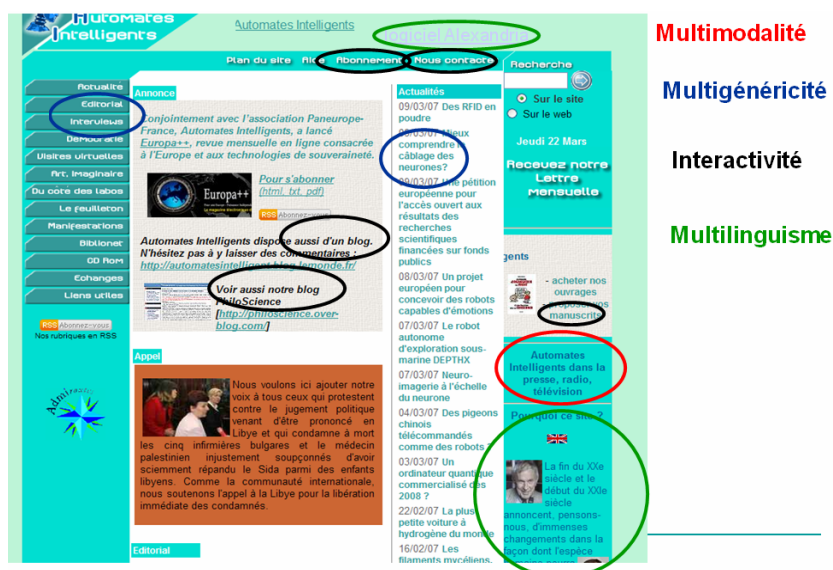 Automates
Intelligents
Automates Intelligents
logiciel Alexandria
Plan du site Aide Abonnement Nous contacter
Recherche
Sur le site
Sur le web
Jeudi 22 Mars
Recevez notre
Lettre
mensuelle
Actualité
Editorial
Interviews
Démocratie
Visites virtuelles
Art, Imaginaire
Du côté des labos
Le feuilleton
Manifestations
Biblionet
CD Rom
Echanges
Liens utiles
RSS Abonnez-vous
Nos rubriques en RSS
Admiroutes
Annonce
Conjointement avec l'association Paneurope-
France, Automates Intelligents, a lancé
Europa++, revue mensuelle en ligne consacrée
à l'Europe et aux technologies de souveraineté.
Europa++
Pour s'abonner
(html, txt, pdf)
RSS Abonnez-vous
Automates Intelligents dispose aussi d'un blog.
N'hésitez pas à y laisser des commentaires :
http://automatesintelligent.blog.lemonde.fr/
Voir aussi notre blog
PhiloScience
[http://philoscience.over-
blog.com/]
Appel
Nous voulons ici ajouter notre
voix à tous ceux qui protestent
contre le jugement politique
venant d'être prononcé en
Libye et qui condamne à mort
les cinq infirmières bulgares et le médecin
palestinien injustement soupçonnés d'avoir
sciemment répandu le Sida parmi des enfants
libyens. Comme la communauté internationale,
nous soutenons l'appel à la Libye pour la libération
immédiate des condamnés.
Editorial
Actualités
09/03/07 Des RFID en
poudre
09/03/07 Mieux
comprendre le
câblage des
neurones?
09/03/07 Une pétition
européenne pour
l'accès ouvert aux
résultats des
recherches
scientifiques
financées sur fonds
publics
08/03/07 Un projet
européen pour
concevoir des robots
capables d'émotions
07/03/07 Le robot
autonome
d'exploration sous-
marine DEPTHX
07/03/07 Neuro-
imagerie à l'échelle
du neurone
04/03/07 Des pigeons
chinois
télécommandés
comme des robots ?
03/03/07 Un
ordinateur quantique
commercialisé dès
2008 ?
22/02/07 La plus
petite voiture à
hydrogène du monde
16/02/07 Les
filaments mycéliens,
gents
- acheter nos
ouvrages
- proposer vos
manuscrits
Automates
Intelligents dans la
presse, radio,
télévision
Pourquoi ce site ?
La fin du XXe
siècle et le
début du XXIe
siècle
annoncent, pensons-
nous, d'immenses
changements dans la
façon dont l'espèce
Multimodalité
Multigénéricité
Interactivité
Multilinguisme